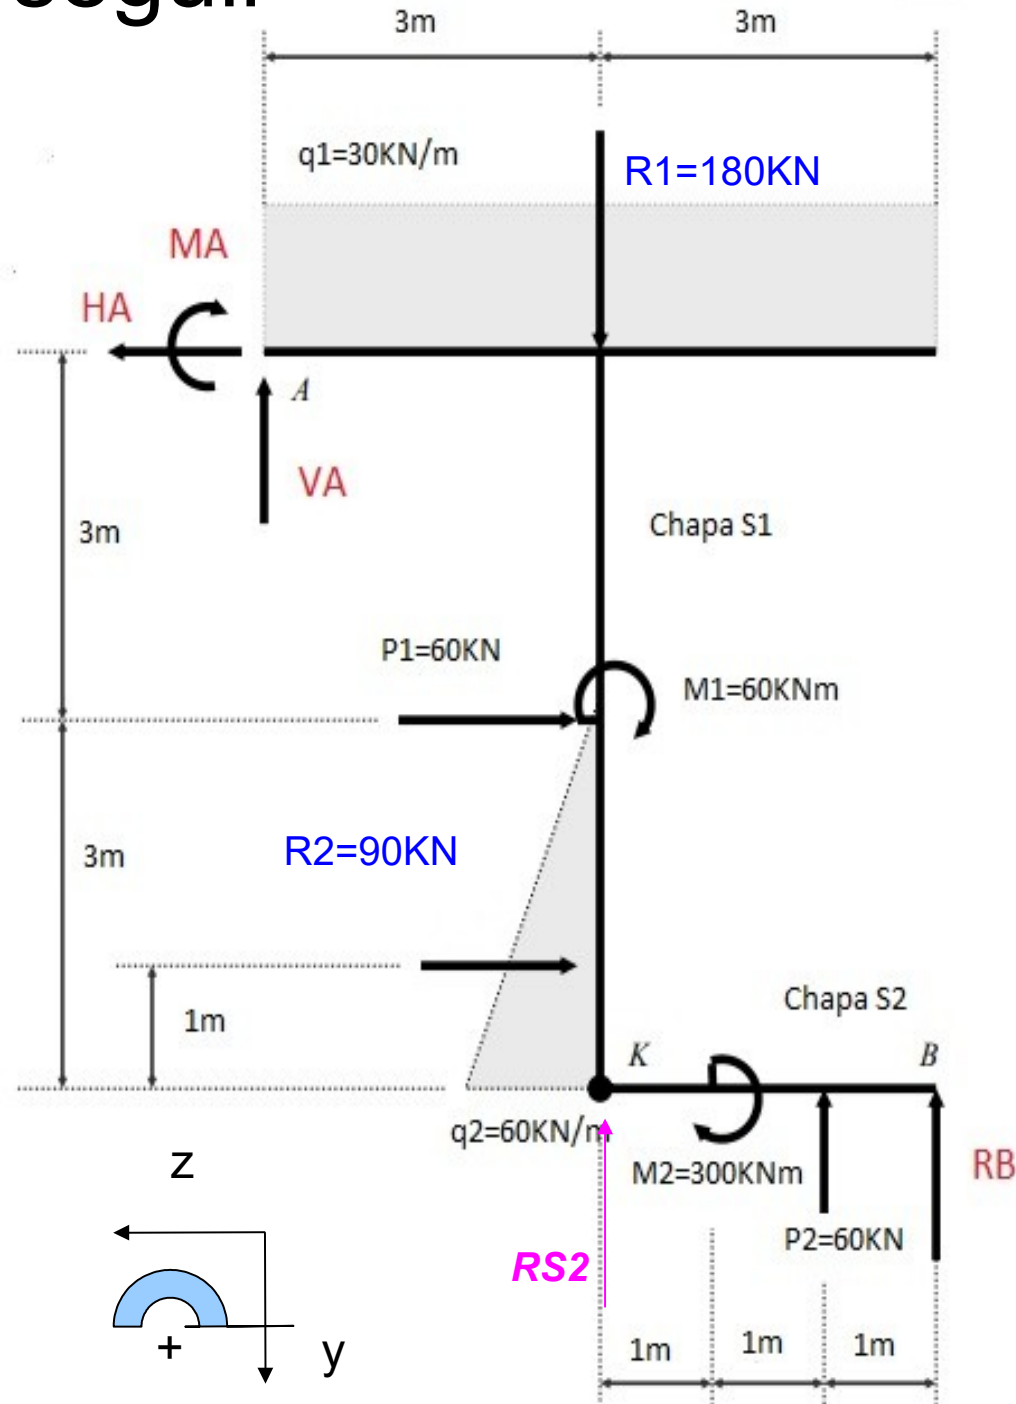 3m
3m
q1=30KN/m
R1=180KN
MA
HA
A
VA
3m
Chapa S1
P1=60KN
M1=60KNm
R2=90KN
3m
Chapa S2
1m
K
B
q2=60KN/m
z
M2=300KNm
RB
P2=60KN
RS2
1m
1m
1m
+
y